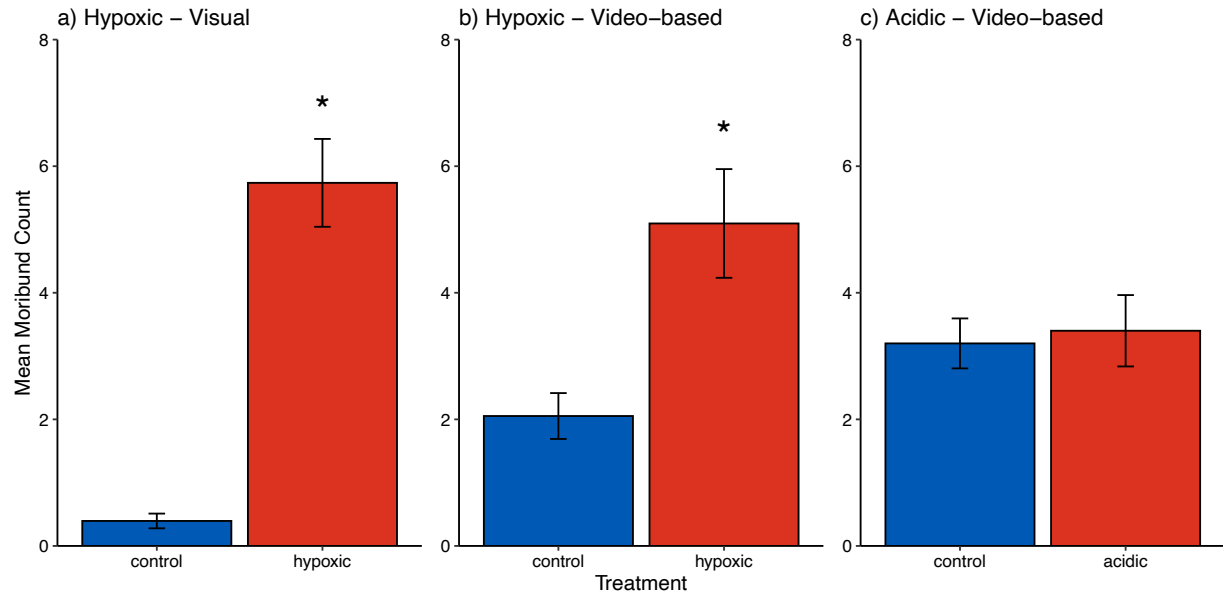 a) Hypoxic – Visual
b) Hypoxic – Video–based
c) Acidic – Video–based
Mean Moribund Count
8
6
4
2
0
*
control
hypoxic
8
6
4
2
0
*
control
hypoxic
8
6
4
2
0
control
acidic
Treatment